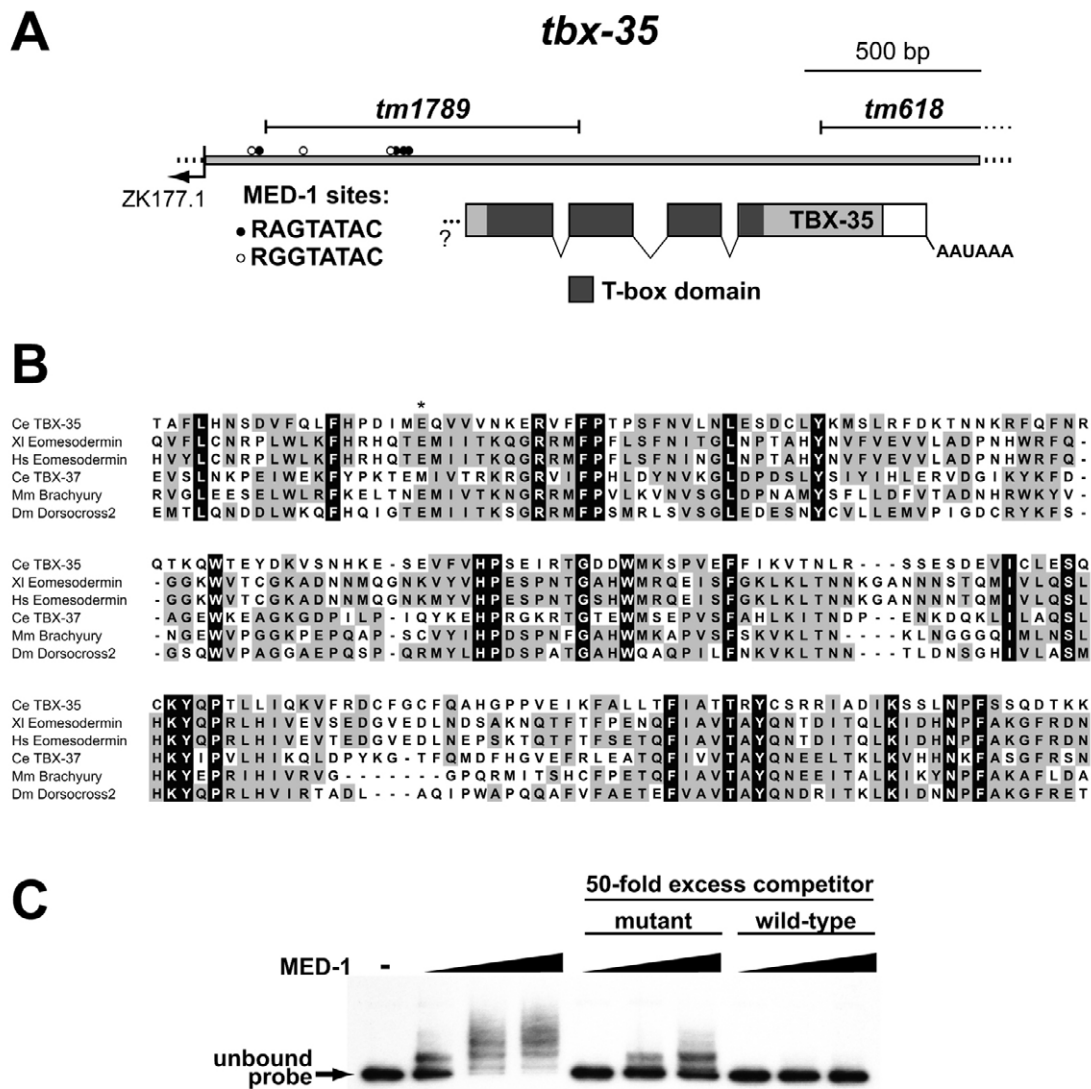 A
tbx-35
500 bp
tm1789
tm618
ZK177.1
MED-1 sites:
RAGTATAC
RGGTATAC
...
?
TBX-35
AAUAAA
T-box domain
B
*
Ce TBX-35 TAFLHNSDVFQLFHPDIMEQVVVNKERVFFPTPSFNVLNLESDCLYKMSLRFDKTNNKRFQFNR
Xl Eomesodermin QVFLCNRPLWLKFHRHQTEMIITKQGRRMFPFLSFNITGLNPTAHYNVFVEVVLADPNHWRFQ-
Hs Eomesodermin HVYLCNRPLWLKFHRHQTEMIITKQGRRMFPFLSFNINGLNPTAHYNVFVEVVLADPNHWRFQ-
Ce TBX-37 EVSLNKPEIWEKFYPKTEMIVTRKRGRVIFPHLDYNVKGLDPDSLYSIYIHLERVDGIKYKFD-
Mm Brachyury RVGLEESELWLRFKELTNEMIVTKNGRRMFPVLKVNVSGLDPNAMYSFLLDFVTADNHRWKYV-
Dm Dorsocross2 EMTLQNDDLWKQFHQIGTEMIITKSGRRMFPSMRLSVSGLEDESNYCVLLEMVPIGDCRYKFS-
Ce TBX-35 QTKQWTEYDKVSNHKE-SEVFVHPSEIRTGDDWMKSPVEFFIKVTNLR---SSESDEVICLESQ
Xl Eomesodermin -GGKWVTCGKADNNMQGNKVYVHPESPNTGAHWMRQEISFGKLKLTNNKGANNNSTQMIVLQSL
Hs Eomesodermin -GGKWVTCGKADNNMQGNKMYVHPESPNTGSHWMRQEISFGKLKLTNNKGANNNNTQMIVLQSL
Ce TBX-37 -AGEWKEAGKGDPILP-IQYKEHPRGKRTGTEWMSEPVSFAHLKITND---PENKDQKLILAQSL
Mm Brachyury -NGEWVPGGKPEPQAP-SCVYIHPDSPNFGAHWMKAPVSFSKVKLTN----KLNGGGQIMLNSL
Dm Dorsocross2 -GSQWVPAGGAEPQSP-QRMYLHPDSPATGAHWQAQPILFNKVKLTN----TLDNSGHIVLASM
Ce TBX-35 CKYQPTLLIQKVFRDCFGCFQAHGPPVEIKFALLTFIATTRYCSRRIADIKSSLNPFSSQDTKK
Xl Eomesodermin HKYQPRLHIVEVSEDGVEDLNDSAKNQTFTFPENQFIAVTAYQNTDITQLKIDHNPFAKGFRDN
Hs Eomesodermin HKYQPRLHIVEVTEDGVEDLNEPSKTQTFTFSETQFIAVTAYQNTDITQLKIDHNPFAKGFRDN
Ce TBX-37 HKYIPVLHIKQLDPYKG-TFQMDFHGVEFRLEATQFIVVTAYQNEELTKLKVHHNKFASGFRSN
Mm Brachyury HKYEPRIHIVRVG-------GPQRMITSHCFPETQFIAVTAYQNEEITALKIKYNPFAKAFLDA
Dm Dorsocross2 HKYQPRLHVIRTADL---AQIPWAPQQAFVFAETEFVAVTAYQNDRITKLKIDNNPFAKGFRET
C
50-fold excess competitor
mutant wild-type
MED-1 -
unbound
probe